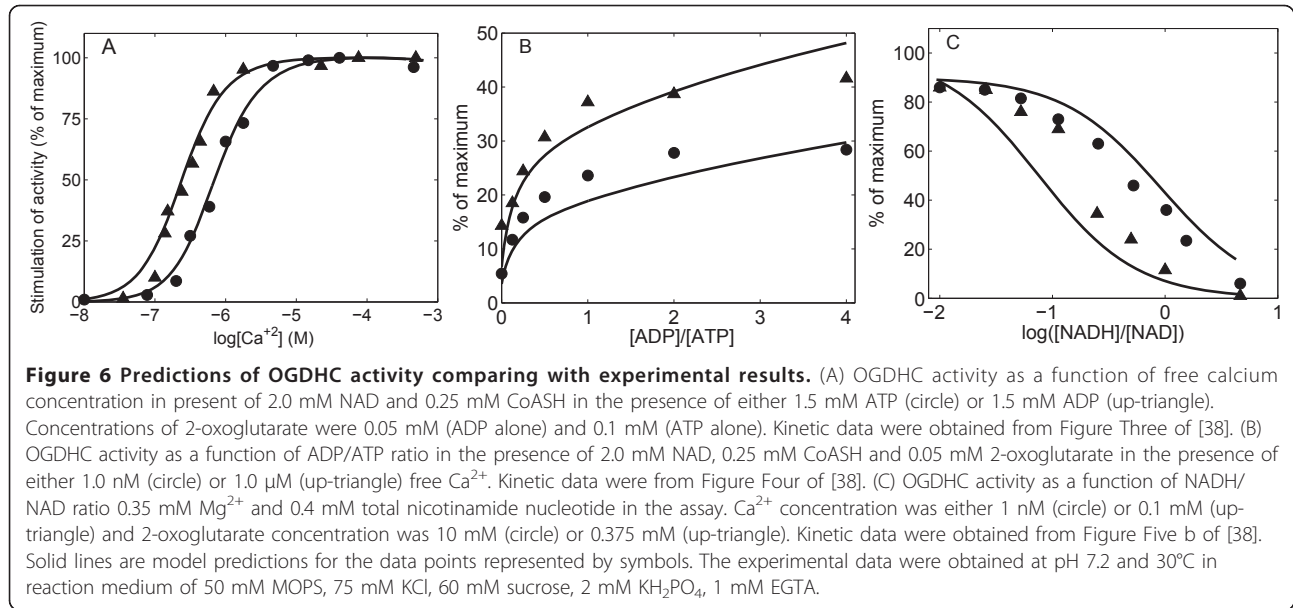 A
Stimulation of activity (% of maximum)
100
75
50
25
0
−8
−7
−6
−5
−4
−3
log[Ca+2] (M)
B
% of maximum
50
40
30
20
10
0
0
1
2
3
4
[ADP]/[ATP]
C
% of maximum
100
80
60
40
20
0
−2
−1
0
1
log([NADH]/[NAD])
Figure 6 Predictions of OGDHC activity comparing with experimental results. (A) OGDHC activity as a function of free calcium
concentration in present of 2.0 mM NAD and 0.25 mM CoASH in the presence of either 1.5 mM ATP (circle) or 1.5 mM ADP (up-triangle).
Concentrations of 2-oxoglutarate were 0.05 mM (ADP alone) and 0.1 mM (ATP alone). Kinetic data were obtained from Figure Three of [38]. (B)
OGDHC activity as a function of ADP/ATP ratio in the presence of 2.0 mM NAD, 0.25 mM CoASH and 0.05 mM 2-oxoglutarate in the presence of
either 1.0 nM (circle) or 1.0 μM (up-triangle) free Ca2+. Kinetic data were from Figure Four of [38]. (C) OGDHC activity as a function of NADH/
NAD ratio 0.35 mM Mg2+ and 0.4 mM total nicotinamide nucleotide in the assay. Ca2+ concentration was either 1 nM (circle) or 0.1 mM (up-
triangle) and 2-oxoglutarate concentration was 10 mM (circle) or 0.375 mM (up-triangle). Kinetic data were obtained from Figure Five b of [38].
Solid lines are model predictions for the data points represented by symbols. The experimental data were obtained at pH 7.2 and 30°C in
reaction medium of 50 mM MOPS, 75 mM KCl, 60 mM sucrose, 2 mM KH2PO4, 1 mM EGTA.